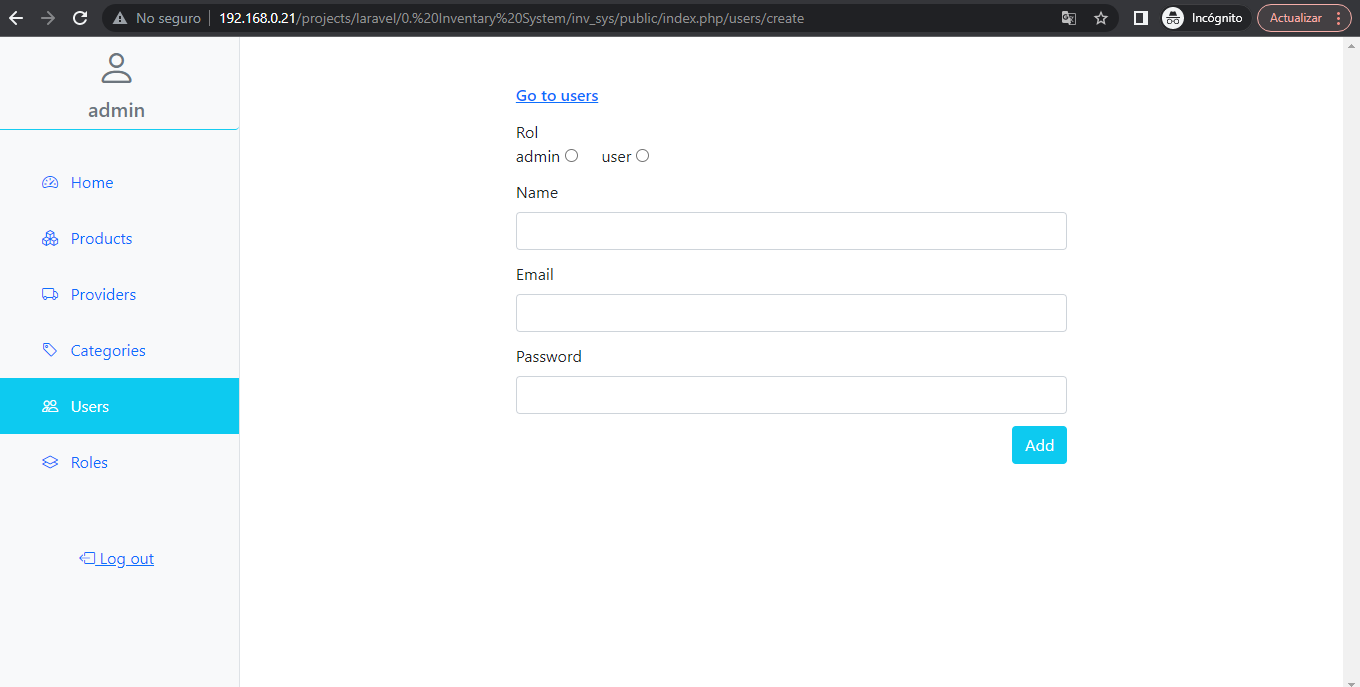 No seguro 192.168.0.21/projects/laravel/0.%20Inventary%20System/inv_sys/public/index.php/users/create Incógnito Actualizar
admin
Home
Products
Providers
Categories
Users
Roles
Log out
Go to users
Rol
admin user
Name
Email
Password
Add